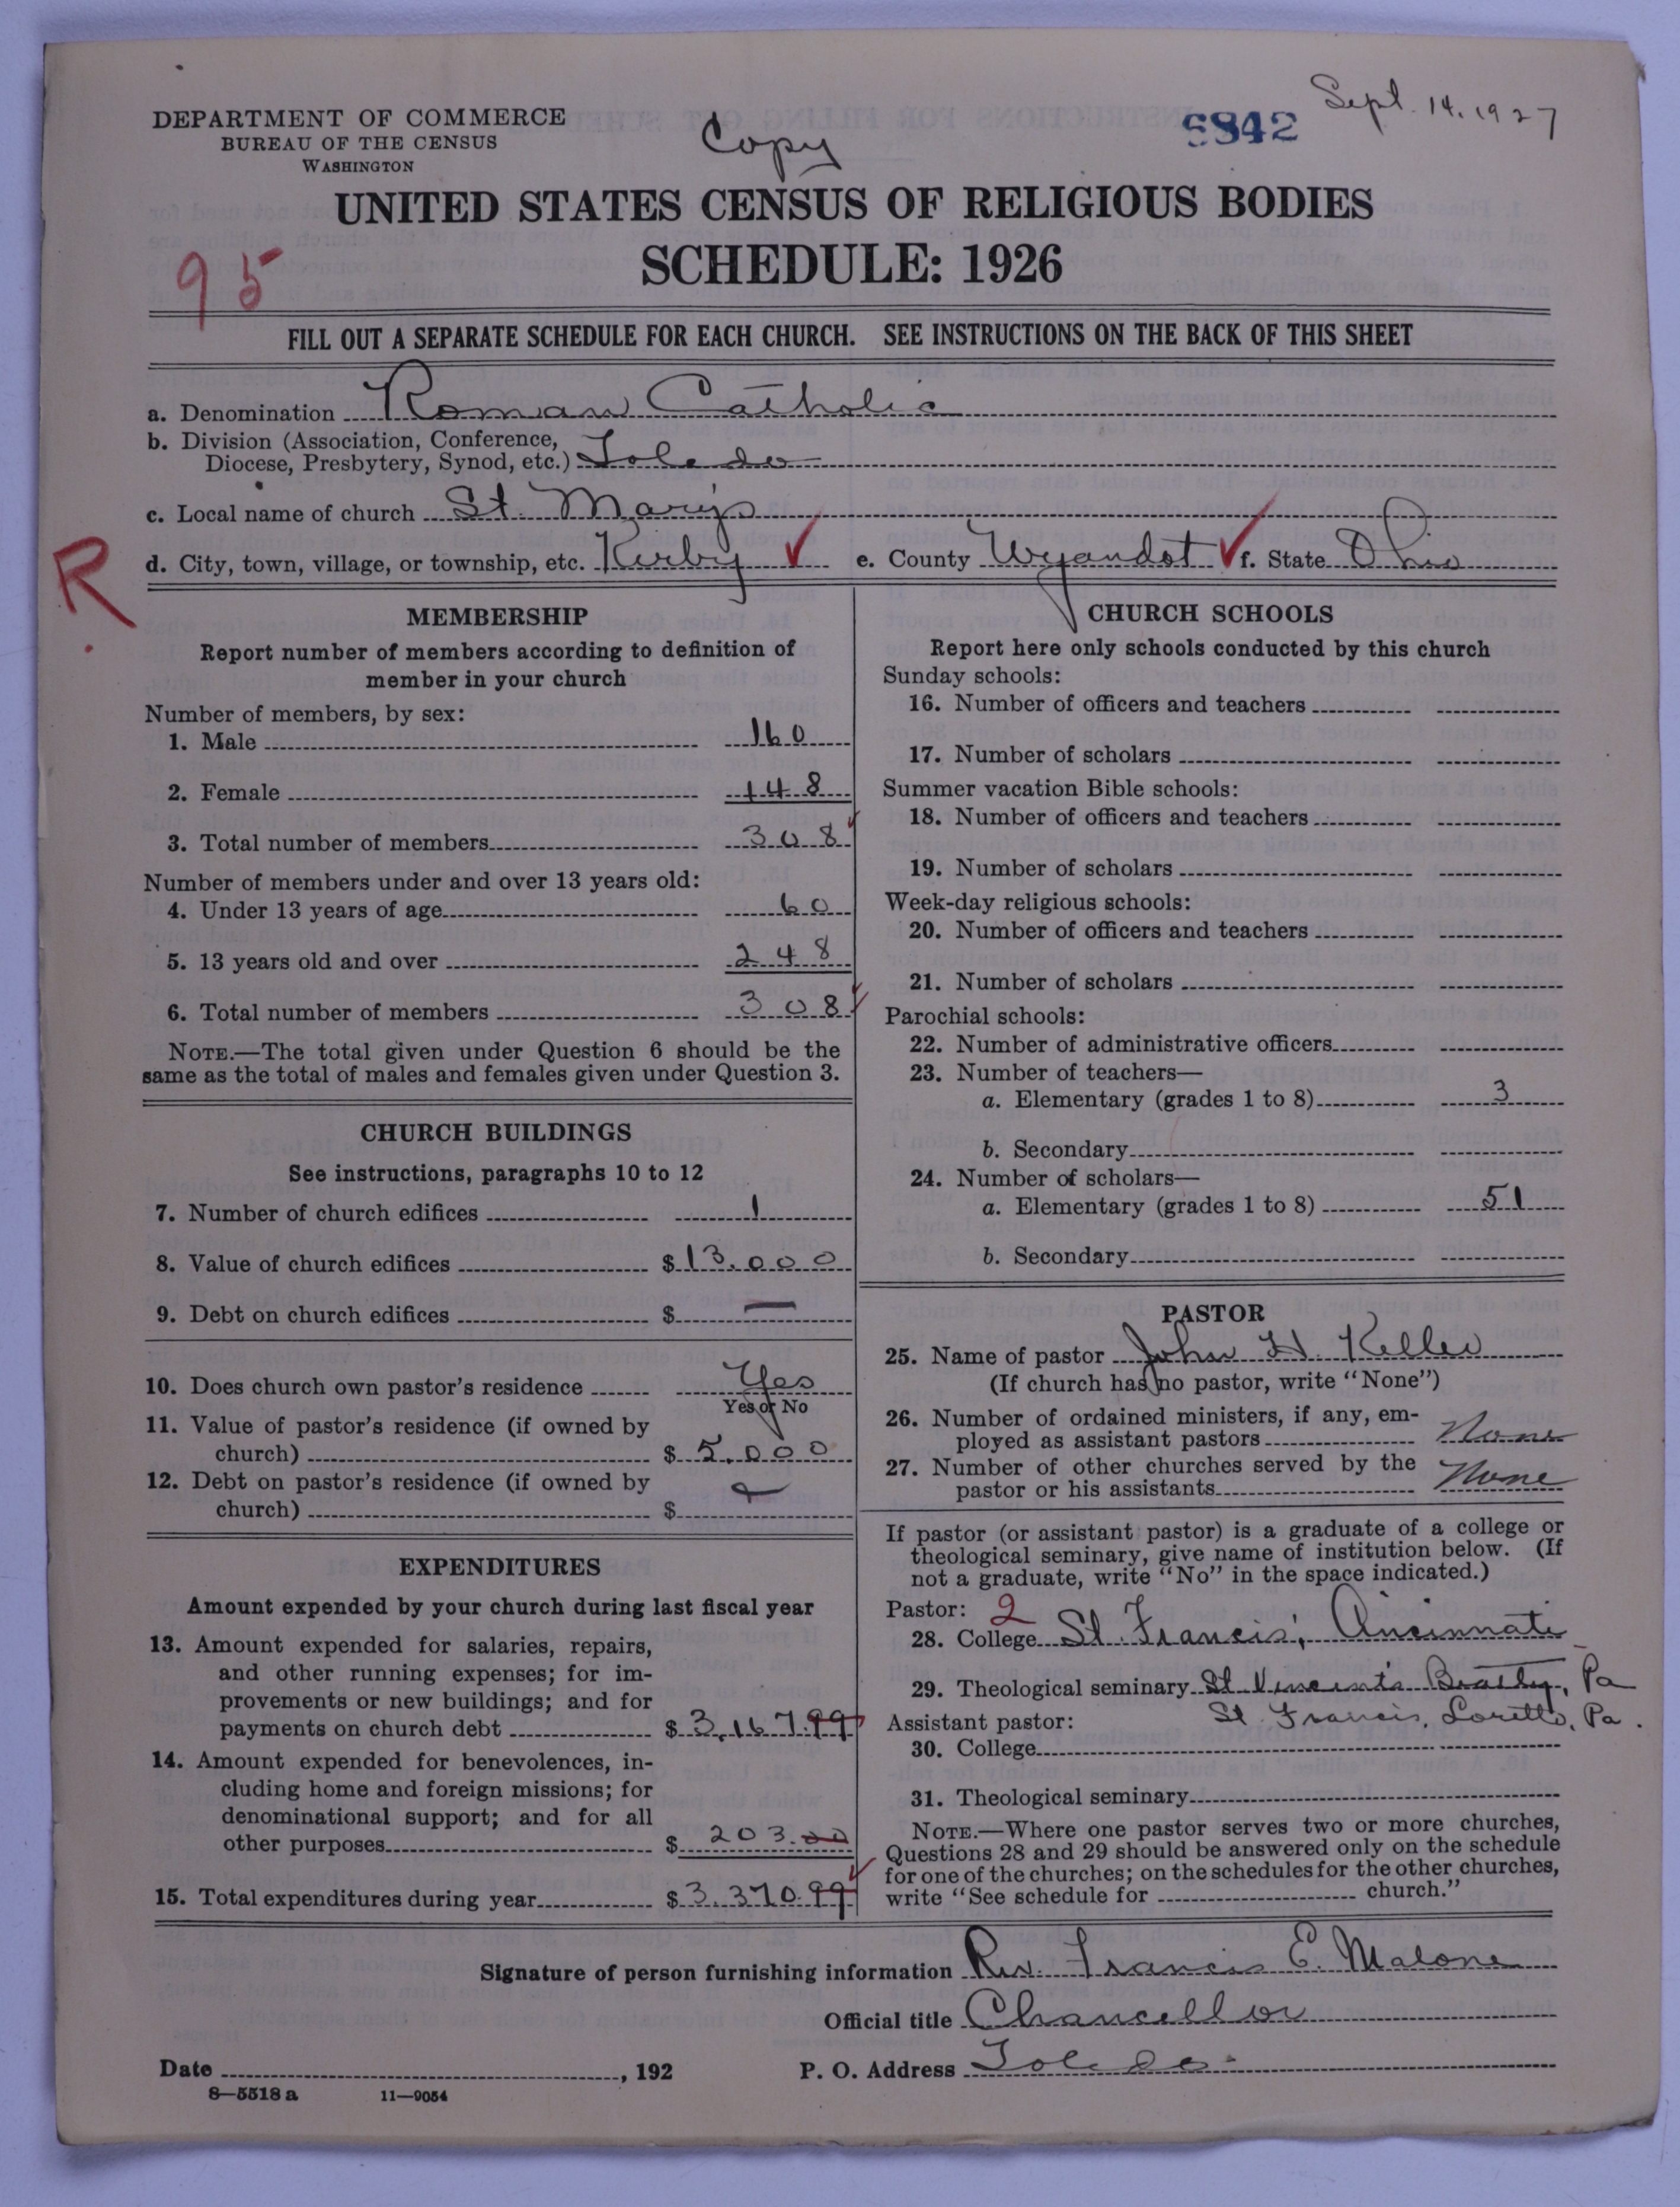 DEPARTMENT OF COMMERCE
BUREAU OF THE CENSUS
WASHINGTON
Copy
8842
Sept. 14, 1927
UNITED STATES CENSUS OF RELIGIOUS BODIES
SCHEDULE: 1926
95
FILL OUT A SEPARATE SCHEDULE FOR EACH CHURCH. SEE INSTRUCTIONS ON THE BACK OF THIS SHEET
a. Denomination Roman Catholic
b. Division (Association, Conference,
Diocese, Presbytery, Synod, etc.) Toledo
c. Local name of church St. Mary's
R
d. City, town, village, or township, etc. Kirby ✓ e. County Wyandot ✓ f. State Ohio
MEMBERSHIP
Report number of members according to definition of
member in your church
Number of members, by sex:
1. Male 160
2. Female 148
3. Total number of members 308
Number of members under and over 13 years old:
4. Under 13 years of age 60
5. 13 years old and over 248
6. Total number of members 308
NOTE.—The total given under Question 6 should be the
same as the total of males and females given under Question 3.
CHURCH BUILDINGS
See instructions, paragraphs 10 to 12
7. Number of church edifices 1
8. Value of church edifices $13,000
9. Debt on church edifices $ —
10. Does church own pastor's residence Yes
Yes or No
11. Value of pastor's residence (if owned by
church) $ 5,000
12. Debt on pastor's residence (if owned by
church) $ —
EXPENDITURES
Amount expended by your church during last fiscal year
13. Amount expended for salaries, repairs,
and other running expenses; for im-
provements or new buildings; and for
payments on church debt $ 3,167.99
14. Amount expended for benevolences, in-
cluding home and foreign missions; for
denominational support; and for all
other purposes $ 203.00
15. Total expenditures during year $ 3,370.99
CHURCH SCHOOLS
Report here only schools conducted by this church
Sunday schools:
16. Number of officers and teachers
17. Number of scholars
Summer vacation Bible schools:
18. Number of officers and teachers
19. Number of scholars
Week-day religious schools:
20. Number of officers and teachers
21. Number of scholars
Parochial schools:
22. Number of administrative officers
23. Number of teachers—
a. Elementary (grades 1 to 8) 3
b. Secondary
24. Number of scholars—
a. Elementary (grades 1 to 8) 51
b. Secondary
PASTOR
25. Name of pastor John H. Keller
(If church has no pastor, write "None")
26. Number of ordained ministers, if any, em-
ployed as assistant pastors None
27. Number of other churches served by the
pastor or his assistants None
If pastor (or assistant pastor) is a graduate of a college or
theological seminary, give name of institution below. (If
not a graduate, write "No" in the space indicated.)
Pastor: 2
28. College St. Francis', Cincinnati
29. Theological seminary St. Vincent's Beatty, Pa
Assistant pastor: St. Francis, Loretto, Pa.
30. College
31. Theological seminary
NOTE.—Where one pastor serves two or more churches,
Questions 28 and 29 should be answered only on the schedule
for one of the churches; on the schedules for the other churches,
write "See schedule for church."
Signature of person furnishing information Rev. Francis E. Malone
Official title Chancellor
Date , 192 P. O. Address Toledo
8—5518 a 11—9054